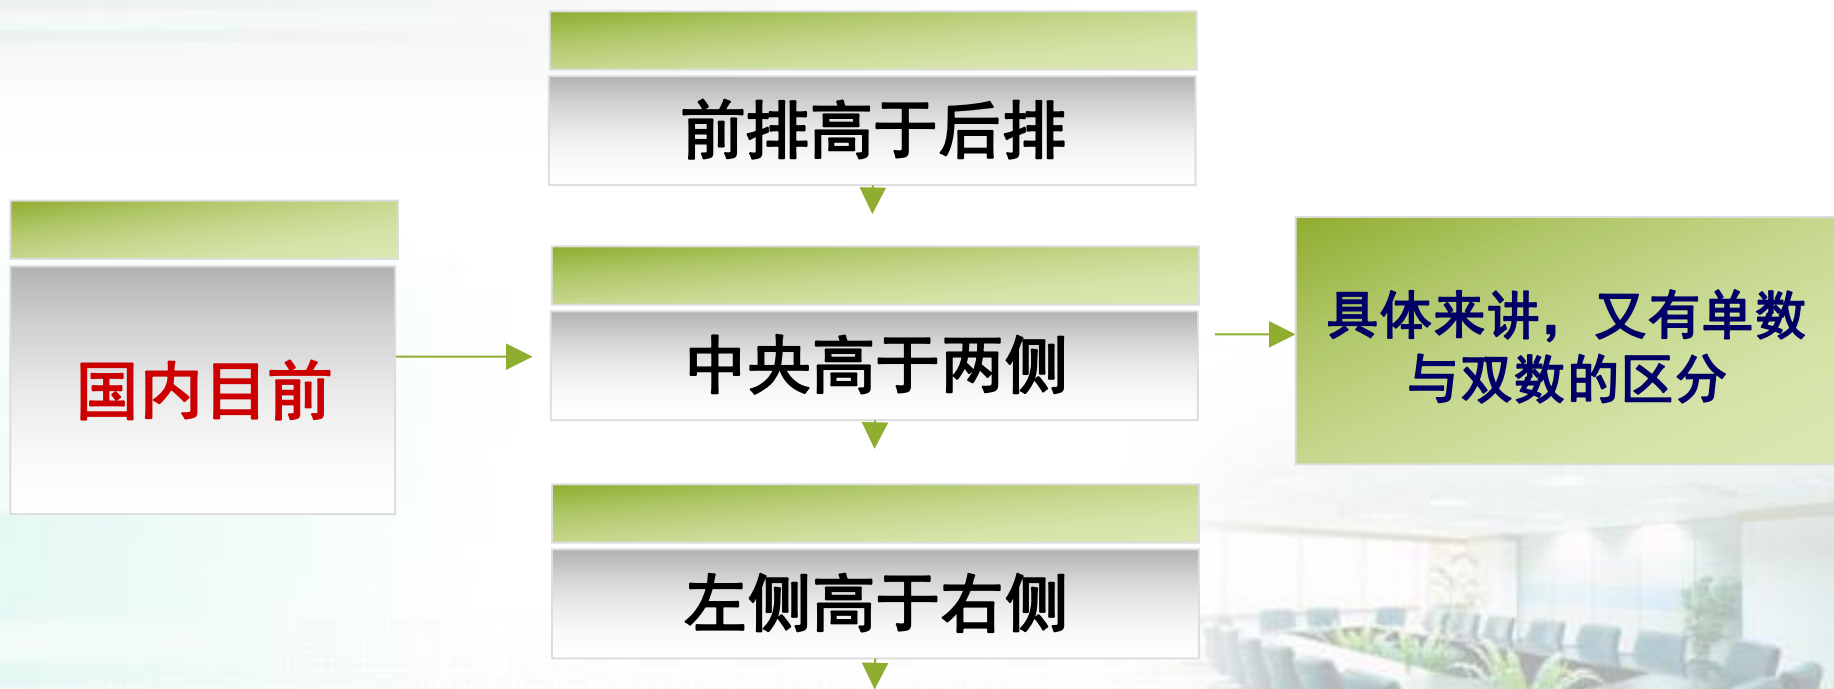 前排高于后排
国内目前
中央高于两侧
具体来讲，又有单数
与双数的区分
左侧高于右侧